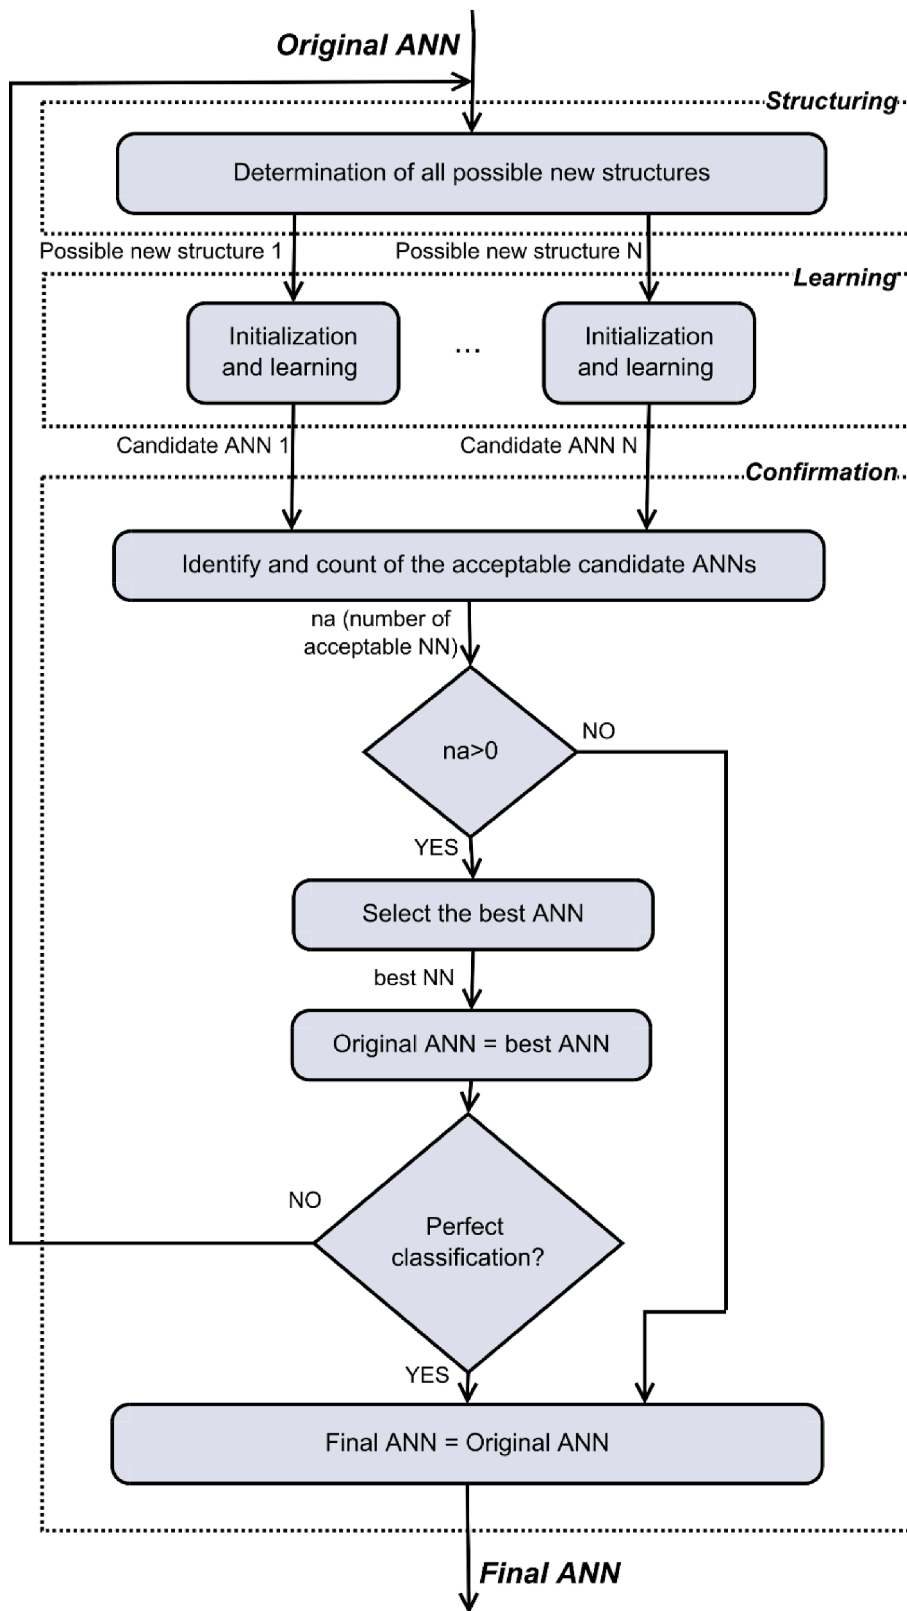 Original ANN
Structuring
Determination of all possible new structures
Possible new structure 1
Possible new structure N
Learning
Initialization
and learning
...
Initialization
and learning
Candidate ANN 1
Candidate ANN N
Confirmation
Identify and count of the acceptable candidate ANNs
na (number of
acceptable NN)
na>0
NO
YES
Select the best ANN
best NN
Original ANN = best ANN
NO
Perfect
classification?
YES
Final ANN = Original ANN
Final ANN